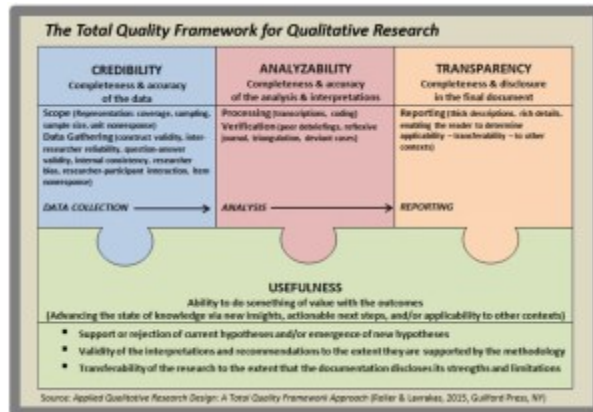 The Total Quality Framework for Qualitative Research
CREDIBILITY
Completeness & accuracy
of the data
Scope (Representation: coverage, sampling,
sample size, unit nonresponse)
Data Gathering (construct validity, inter-
researcher reliability, question-answer
validity, internal consistency, researcher
bias, researcher-participant interaction, item
nonresponse)
DATA COLLECTION
ANALYZABILITY
Completeness & accuracy
of the analysis & interpretations
Processing (transcriptions, coding)
Verification (peer debriefings, reflexive
journal, triangulation, deviant cases)
ANALYSIS
TRANSPARENCY
Completeness & disclosure
in the final document
Reporting (thick descriptions, rich details,
enabling the reader to determine
applicability – transferability – to other
contexts)
REPORTING
USEFULNESS
Ability to do something of value with the outcomes
(Advancing the state of knowledge via new insights, actionable next steps, and/or applicability to other contexts)
▪ Support or rejection of current hypotheses and/or emergence of new hypotheses
▪ Validity of the interpretations and recommendations to the extent they are supported by the methodology
▪ Transferability of the research to the extent that the documentation discloses its strengths and limitations
Source: Applied Qualitative Research Design: A Total Quality Framework Approach (Roller & Lavrakas, 2015, Guilford Press, NY)